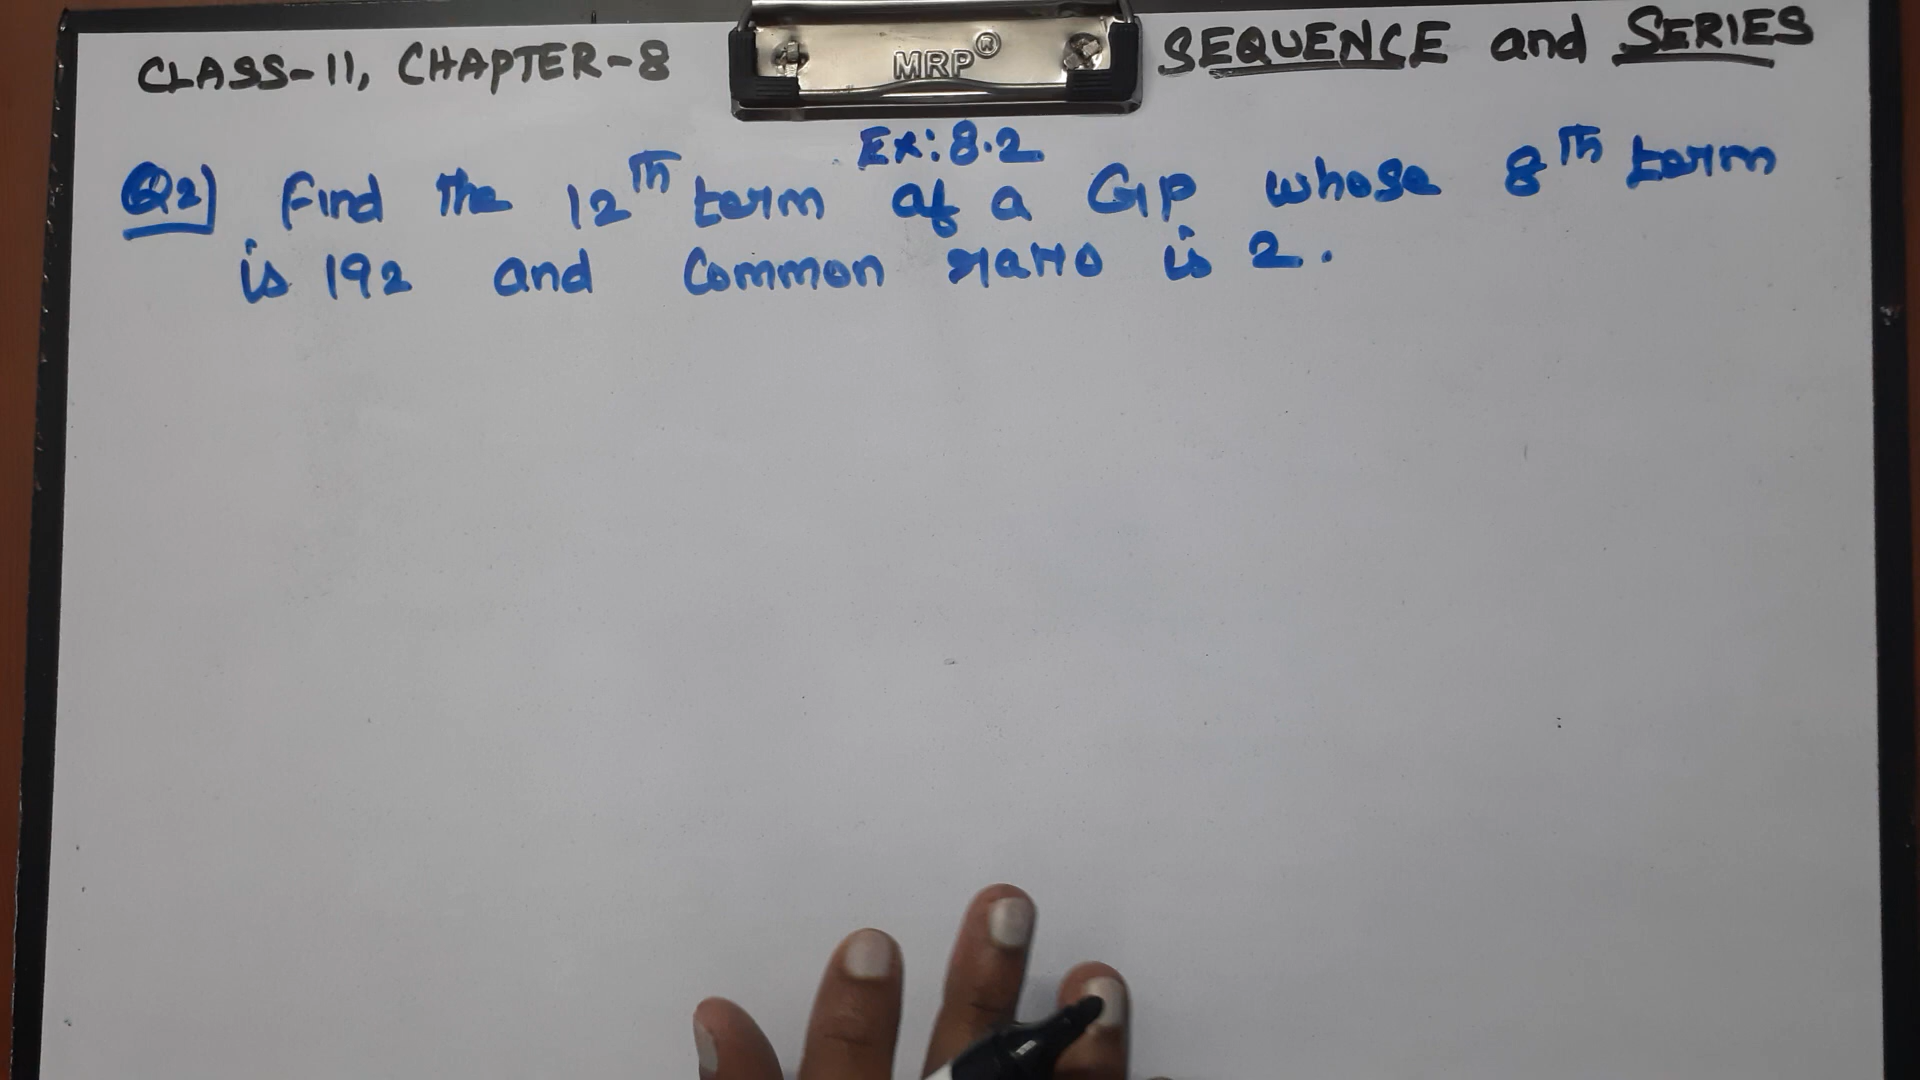 CLASS-11, CHAPTER-8 MRP® SEQUENCE and SERIES
Ex: 8.2
Q2) Find the 12th term of a GP whose 8th term
is 192 and Common ratio is 2.